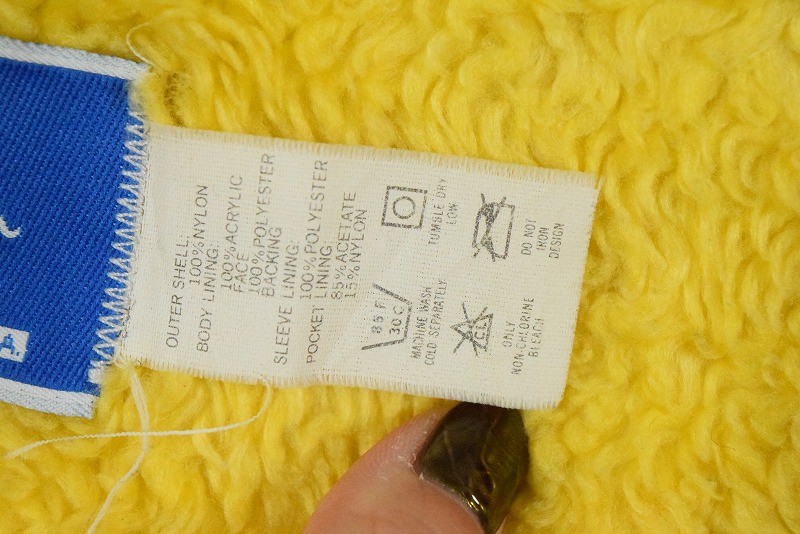 OUTER SHELL:
100%NYLON
BODY LINING:
100%ACRYLIC
FACE
100%POLYESTER
BACKING
SLEEVE LINING:
100%POLYESTER
POCKET LINING:
85%ACETATE
15%NYLON
85 F
30 C
MACHINE WASH
COLD SEPARATELY
TUMBLE DRY
LOW
CL
ONLY
NON-CHLORINE
BLEACH
DO NOT
IRON
DESIGN